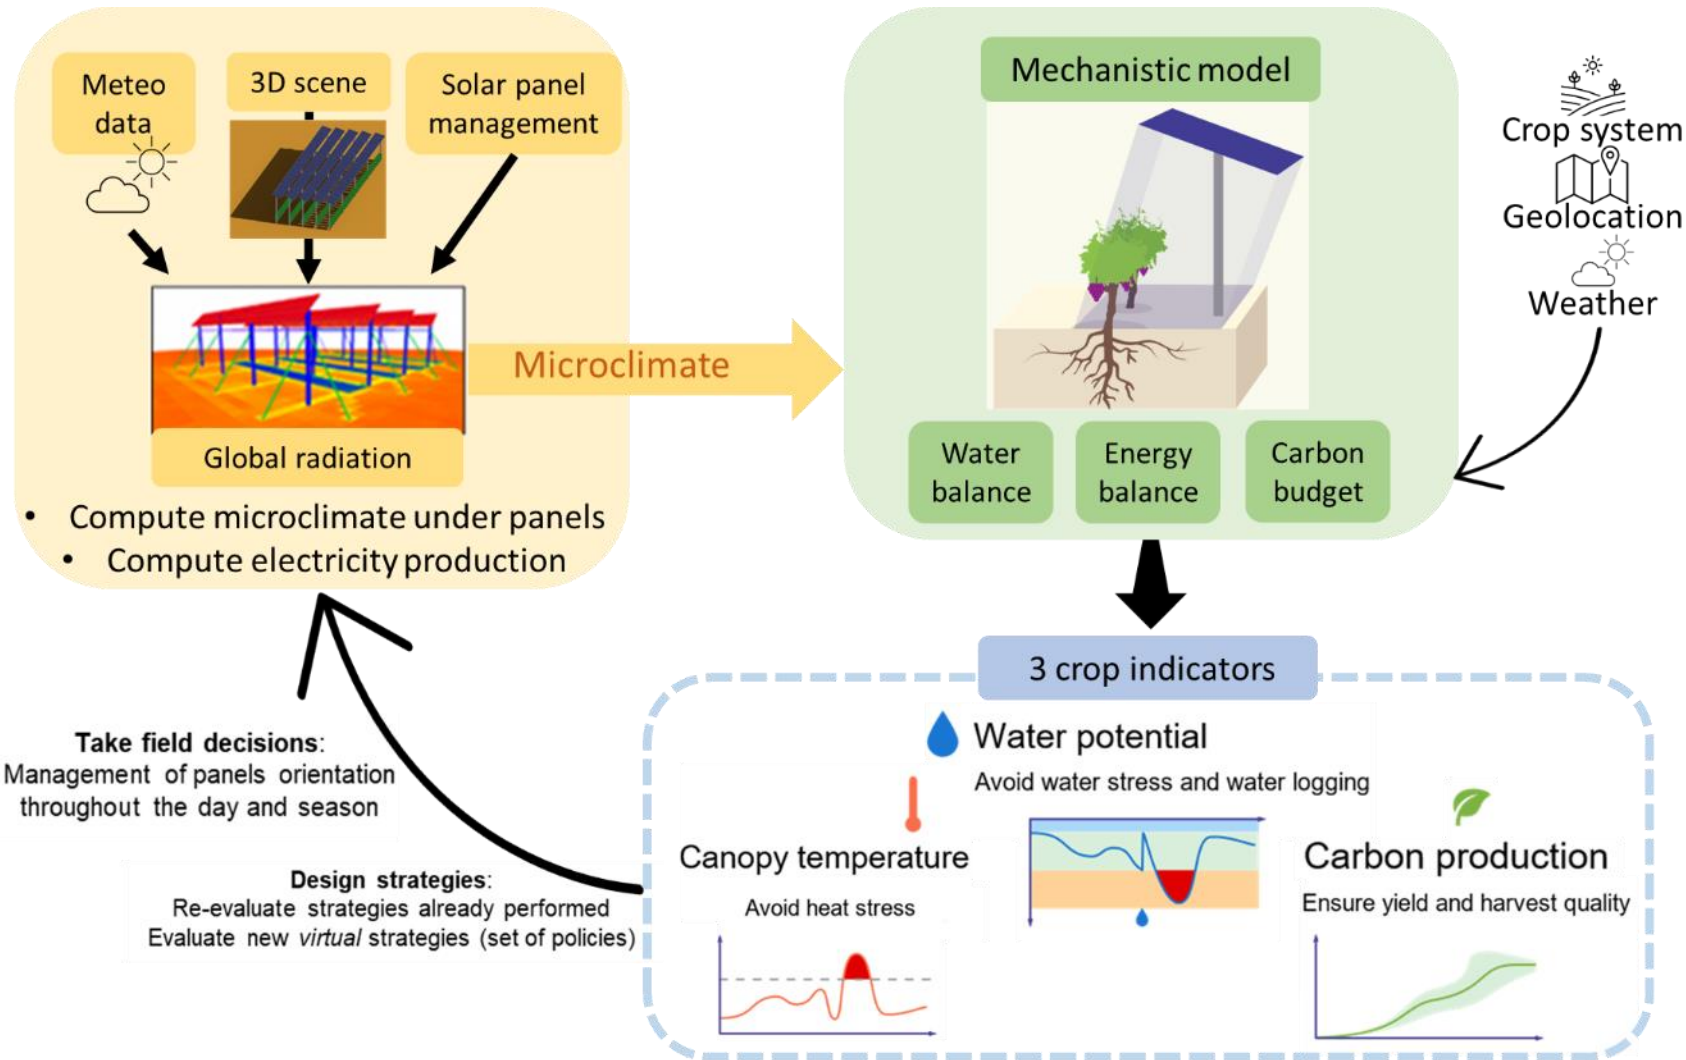 Meteo
data
3D scene
Solar panel
management
Global radiation
• Compute microclimate under panels
• Compute electricity production
Microclimate
Mechanistic model
Water
balance
Energy
balance
Carbon
budget
Crop system
Geolocation
Weather
3 crop indicators
Water potential
Avoid water stress and water logging
Canopy temperature
Avoid heat stress
Carbon production
Ensure yield and harvest quality
Take field decisions:
Management of panels orientation
throughout the day and season
Design strategies:
Re-evaluate strategies already performed
Evaluate new virtual strategies (set of policies)